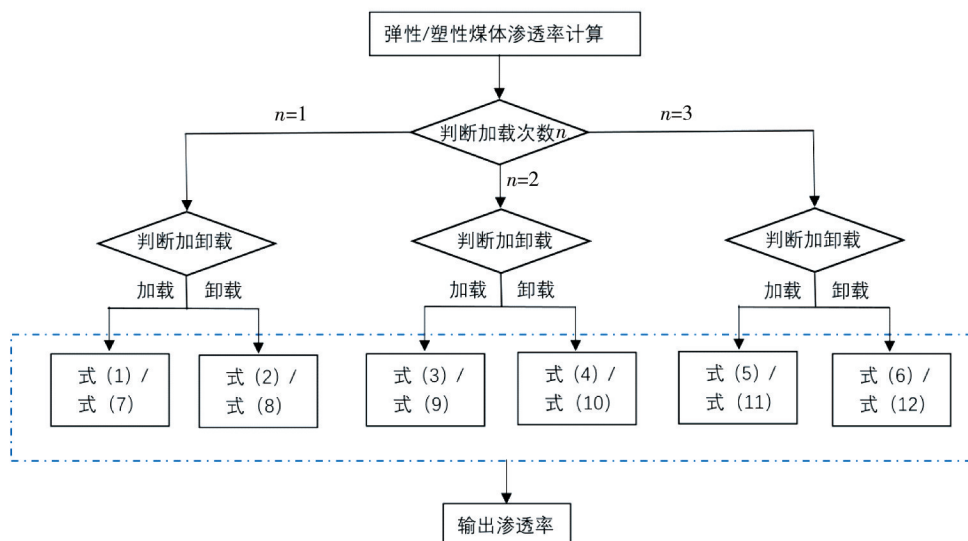 弹性/塑性煤体渗透率计算
n=1
判断加载次数n
n=3
n=2
判断加卸载
判断加卸载
判断加卸载
加载 卸载
加载 卸载
加载 卸载
式（1）/
式（7）
式（2）/
式（8）
式（3）/
式（9）
式（4）/
式（10）
式（5）/
式（11）
式（6）/
式（12）
输出渗透率